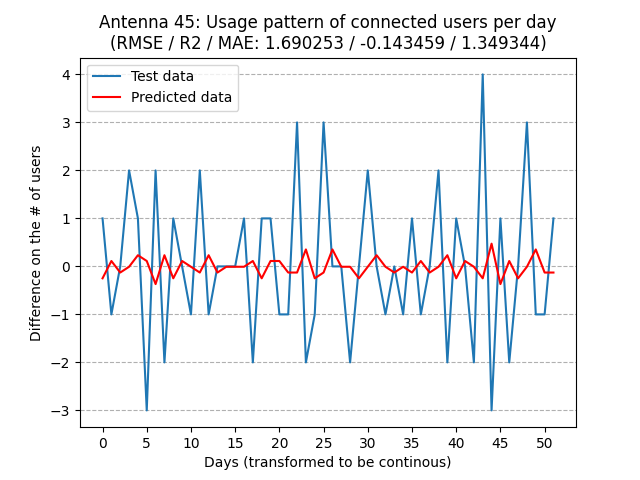 Antenna 45: Usage pattern of connected users per day
(RMSE / R2 / MAE: 1.690253 / -0.143459 / 1.349344)
Test data
Predicted data
4
3
2
1
0
−1
−2
−3
Difference on the # of users
0 5 10 15 20 25 30 35 40 45 50
Days (transformed to be continous)